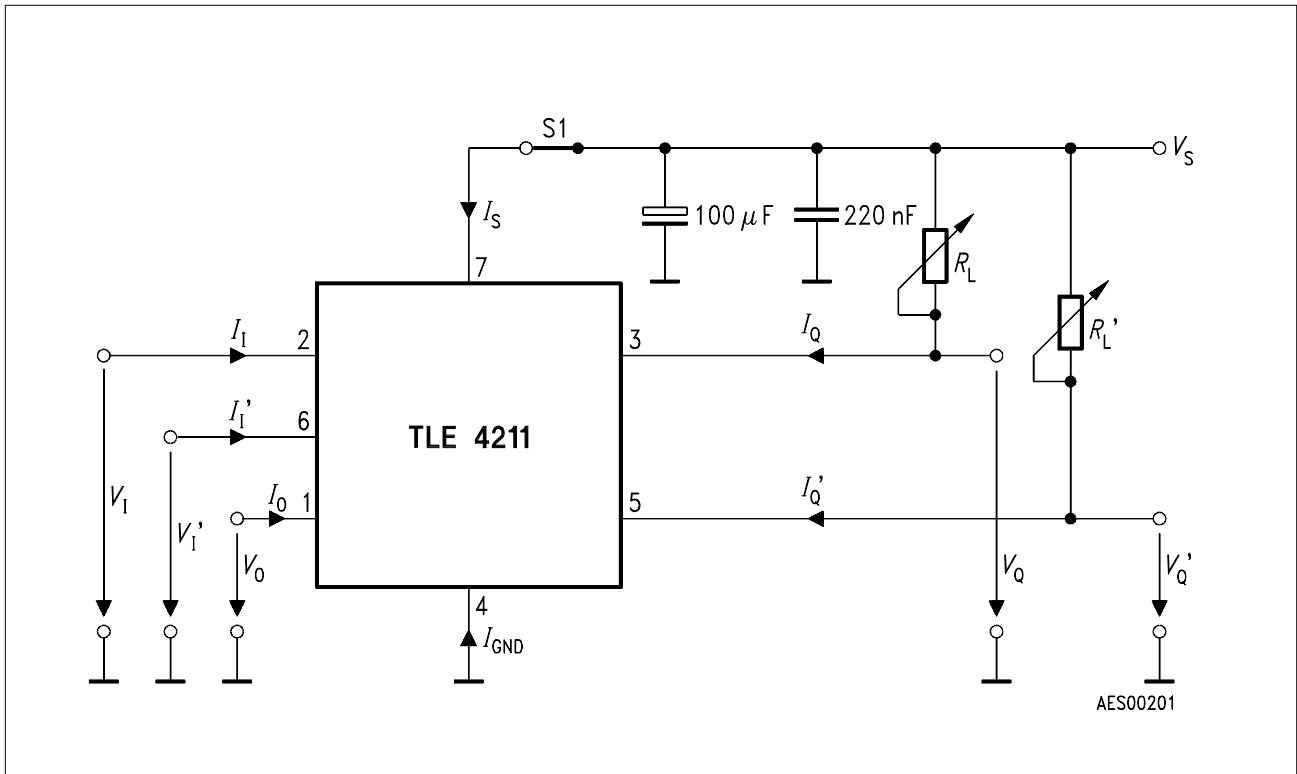 S1
V_S
I_S
100 μF
220 nF
R_L
R_L'
7
I_I
2
3
I_Q
I_I'
6
TLE 4211
I_0
1
5
I_Q'
V_I
V_I'
V_0
V_Q
V_Q'
4
I_GND
AES00201